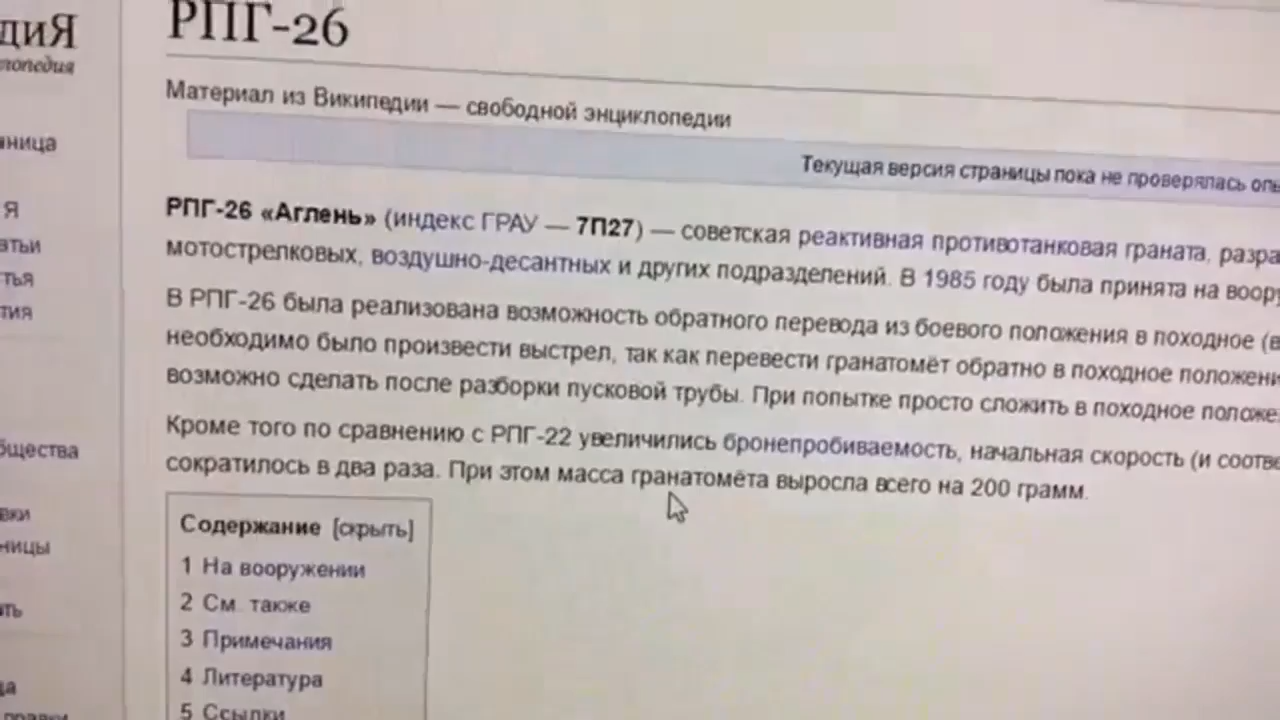 РПГ-26
Материал из Википедии — свободной энциклопедии
Текущая версия страницы пока не проверялась
РПГ-26 «Аглень» (индекс ГРАУ — 7П27) — советская реактивная противотанковая граната,
мотострелковых, воздушно-десантных и других подразделений. В 1985 году была принята на
В РПГ-26 была реализована возможность обратного перевода из боевого положения в походное
необходимо было произвести выстрел, так как перевести гранатомёт обратно в походное
возможно сделать после разборки пусковой трубы. При попытке просто сложить в походное
Кроме того по сравнению с РПГ-22 увеличились бронепробиваемость, начальная скорость (и
сократилось в два раза. При этом масса гранатомёта выросла всего на 200 грамм.
Содержание [скрыть]
1 На вооружении
2 См. также
3 Примечания
4 Литература
5 Ссылки